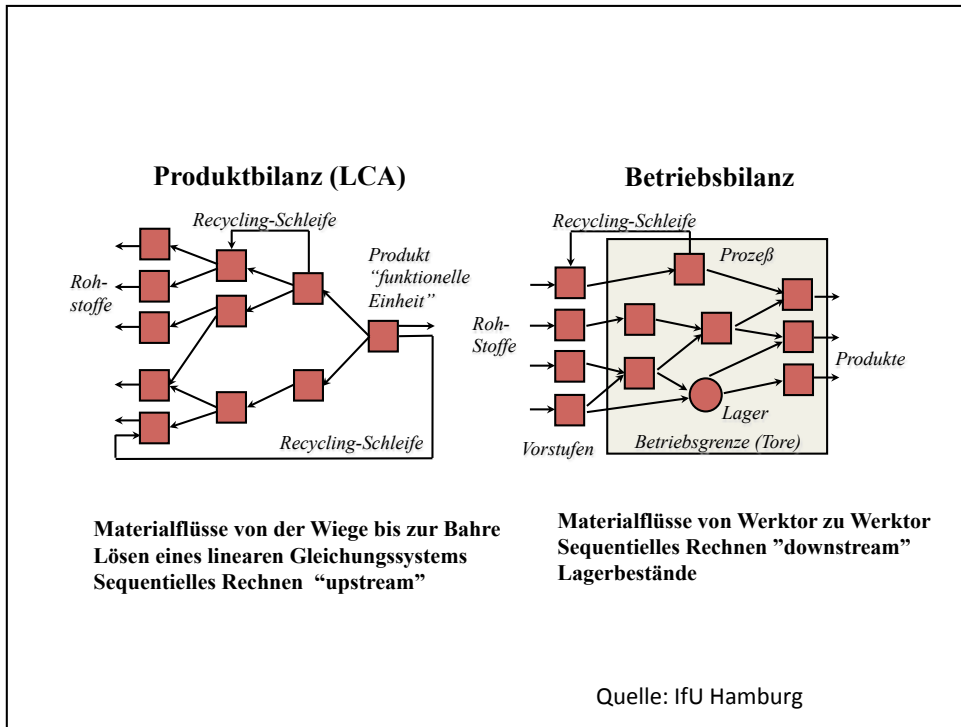 Produktbilanz (LCA)
Recycling-Schleife
Produkt
“funktionelle
Einheit”
Roh-
stoffe
Recycling-Schleife
Materialflüsse von der Wiege bis zur Bahre
Lösen eines linearen Gleichungssystems
Sequentielles Rechnen “upstream”
Betriebsbilanz
Recycling-Schleife
Prozeß
Roh-
Stoffe
Produkte
Lager
Vorstufen
Betriebsgrenze (Tore)
Materialflüsse von Werktor zu Werktor
Sequentielles Rechnen ”downstream”
Lagerbestände
Quelle: IfU Hamburg